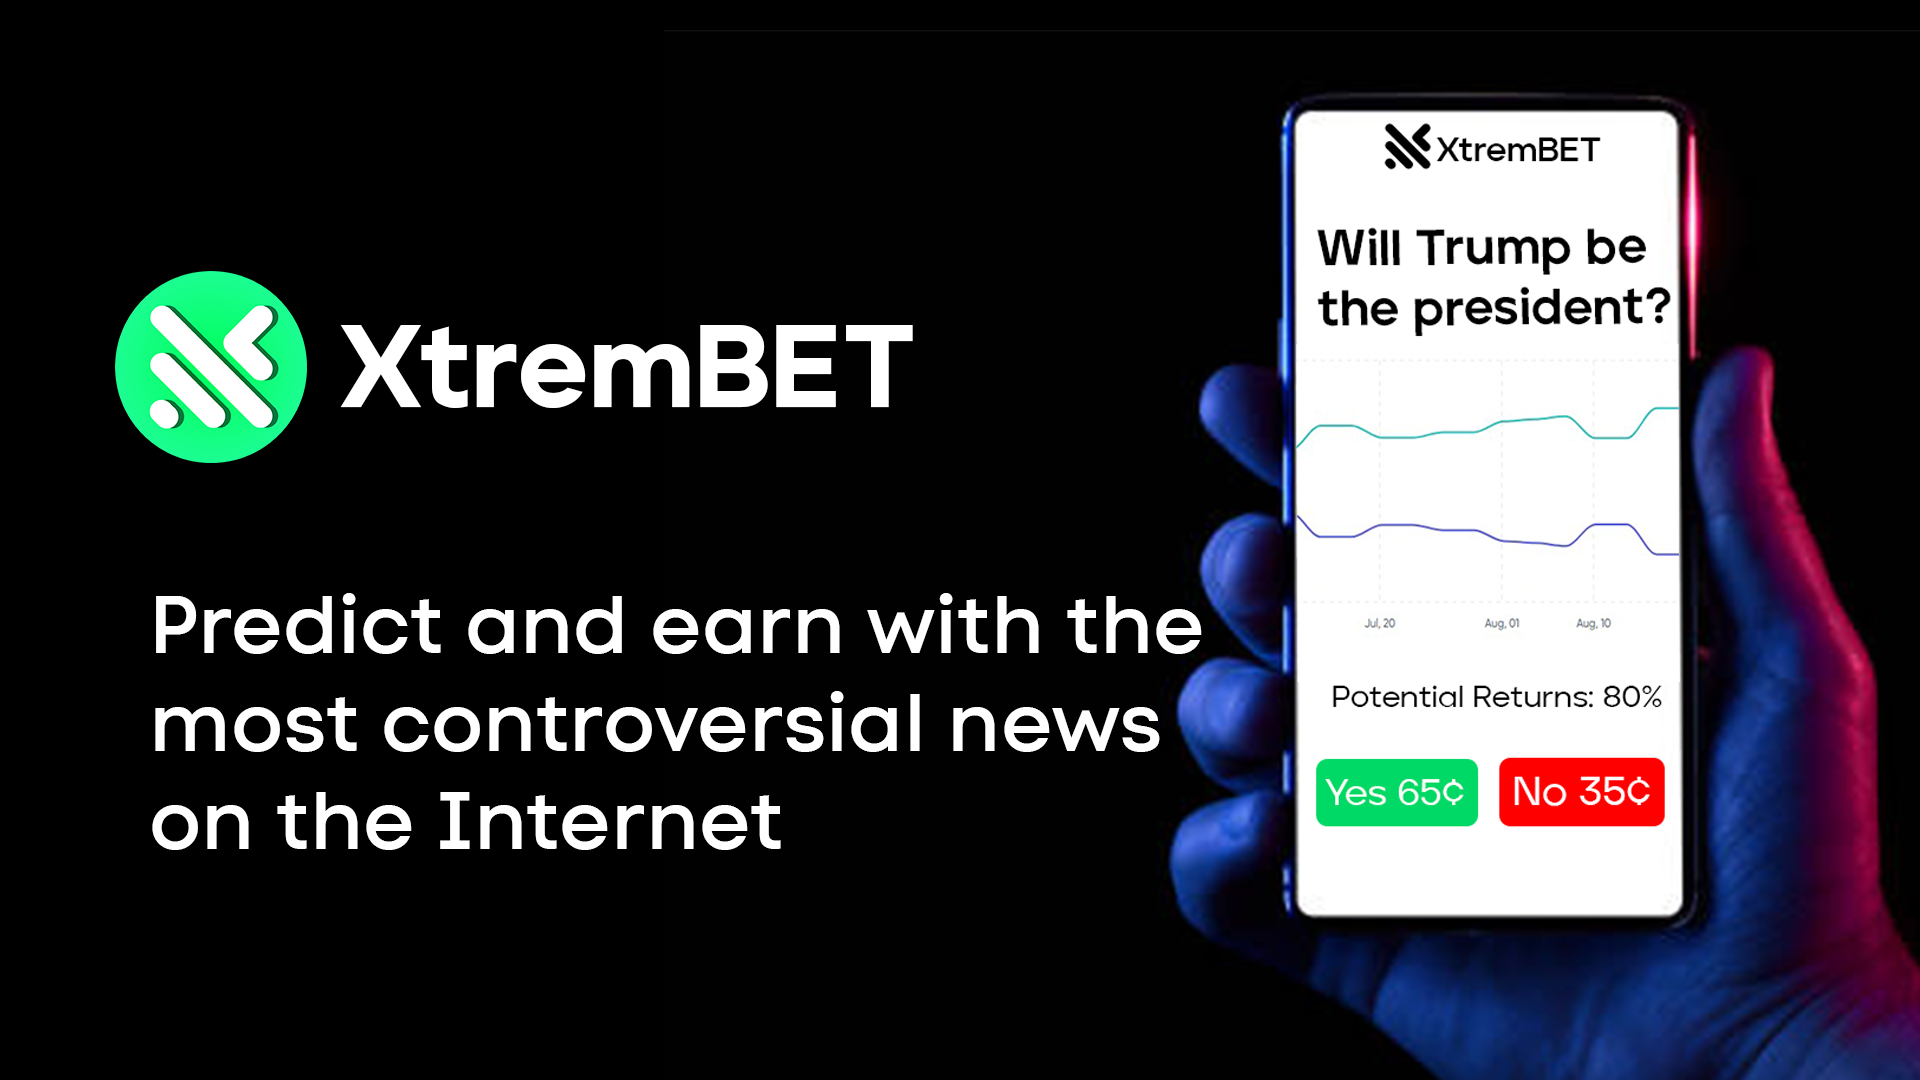 XtremBET
Predict and earn with the
most controversial news
on the Internet
XtremBET
Will Trump be
the president?
Jul, 20 Aug, 01 Aug, 10
Potential Returns: 80%
Yes 65¢ No 35¢